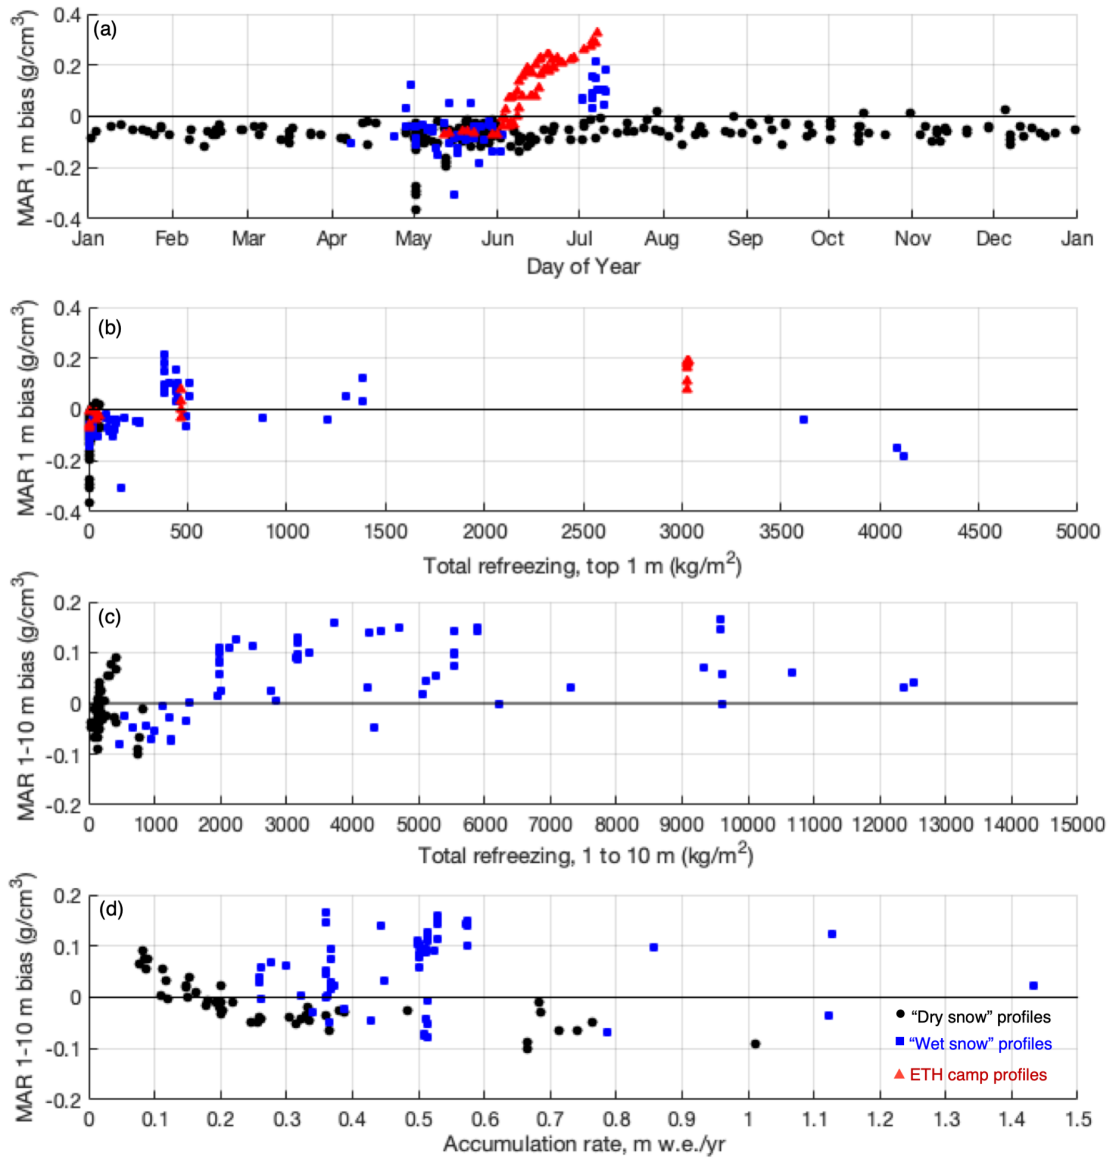 (a)
MAR 1 m bias (g/cm³)
0.4
0.2
0
-0.2
-0.4
Jan Feb Mar Apr May Jun Jul Aug Sep Oct Nov Dec Jan
Day of Year
(b)
MAR 1 m bias (g/cm³)
0.4
0.2
0
-0.2
-0.4
0 500 1000 1500 2000 2500 3000 3500 4000 4500 5000
Total refreezing, top 1 m (kg/m²)
(c)
MAR 1-10 m bias (g/cm³)
0.2
0.1
0
-0.1
-0.2
0 1000 2000 3000 4000 5000 6000 7000 8000 9000 10000 11000 12000 13000 14000 15000
Total refreezing, 1 to 10 m (kg/m²)
(d)
MAR 1-10 m bias (g/cm³)
0.2
0.1
0
-0.1
-0.2
“Dry snow” profiles
“Wet snow” profiles
ETH camp profiles
0 0.1 0.2 0.3 0.4 0.5 0.6 0.7 0.8 0.9 1 1.1 1.2 1.3 1.4 1.5
Accumulation rate, m w.e./yr